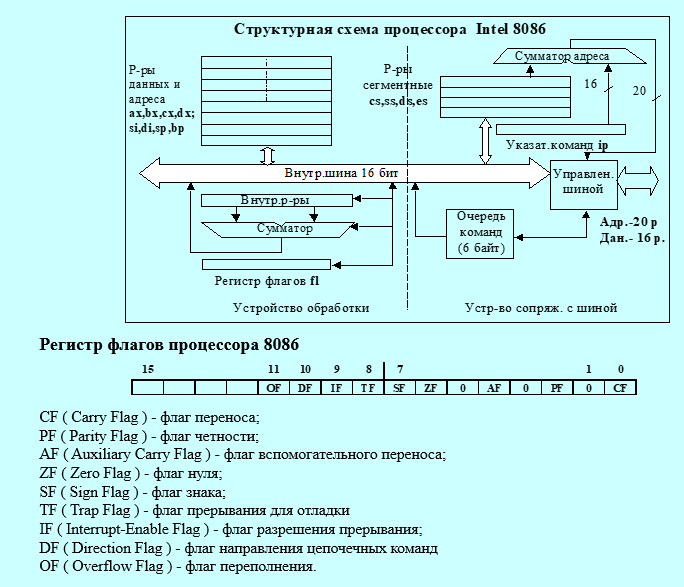 Структурная схема процессора Intel 8086
Р-ры
данных и
адреса
ax,bx,cx,dx;
si,di,sp,bp
Р-ры
сегментные
cs,ss,ds,es
Сумматор адреса
16
20
Указат.команд ip
Внутр.шина 16 бит
Управлен.
шиной
Внутр.р-ры
Сумматор
Регистр флагов fl
Очередь
команд
(6 байт)
Адр.-20 р
Дан.- 16 р.
Устройство обработки
Устр-во сопряж. с шиной
Регистр флагов процессора 8086
15 11 10 9 8 7 1 0
OF DF IF TF SF ZF 0 AF 0 PF 0 CF
CF ( Carry Flag ) - флаг переноса;
PF ( Parity Flag ) - флаг четности;
AF ( Auxiliary Carry Flag ) - флаг вспомогательного переноса;
ZF ( Zero Flag ) - флаг нуля;
SF ( Sign Flag ) - флаг знака;
TF ( Trap Flag ) - флаг прерывания для отладки
IF ( Interrupt-Enable Flag ) - флаг разрешения прерывания;
DF ( Direction Flag ) - флаг направления цепочечных команд
OF ( Overflow Flag ) - флаг переполнения.